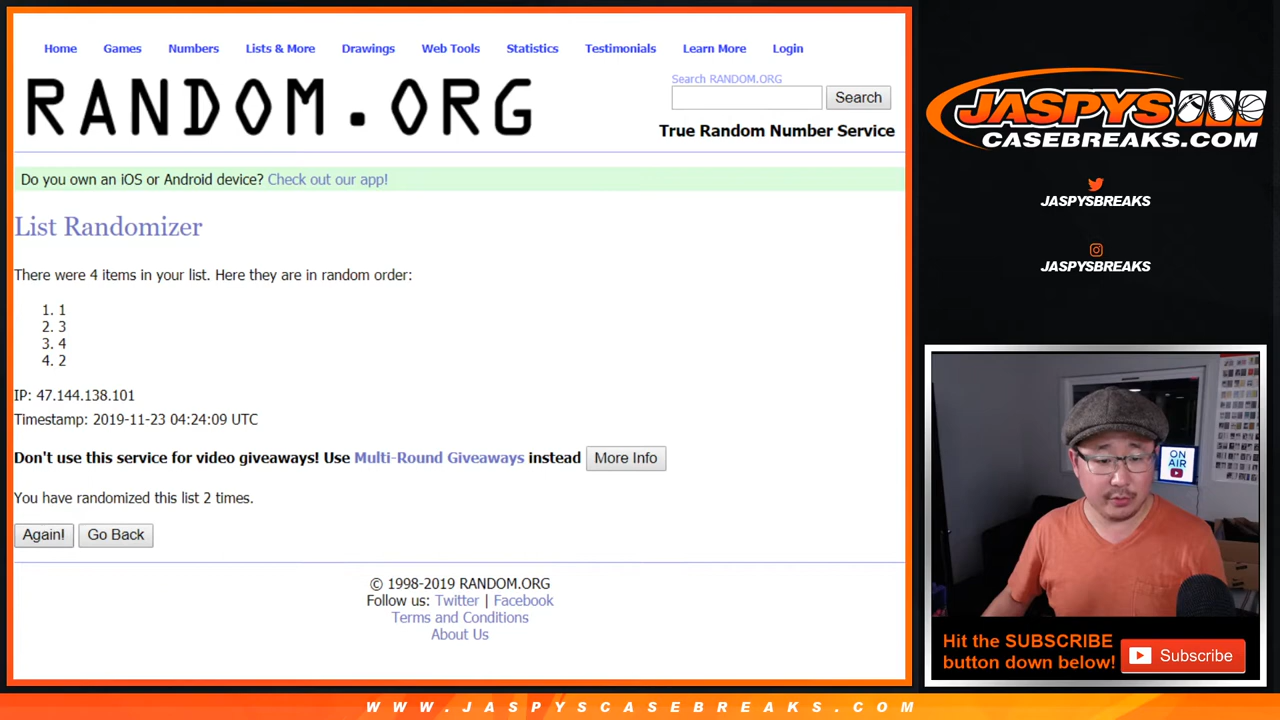 Home Games Numbers Lists & More Drawings Web Tools Statistics Testimonials Learn More Login
RANDOM.ORG
Search RANDOM.ORG
Search
True Random Number Service
Do you own an iOS or Android device? Check out our app!
List Randomizer
There were 4 items in your list. Here they are in random order:
1. 1
2. 3
3. 4
4. 2
IP: 47.144.138.101
Timestamp: 2019-11-23 04:24:09 UTC
Don't use this service for video giveaways! Use Multi-Round Giveaways instead More Info
You have randomized this list 2 times.
Again! Go Back
© 1998-2019 RANDOM.ORG
Follow us: Twitter | Facebook
Terms and Conditions
About Us
JASPYS
CASEBREAKS.COM
JASPYSBREAKS
JASPYSBREAKS
ON
AIR
Hit the SUBSCRIBE
button down below!
Subscribe
WWW.JASPYSCASEBREAKS.COM